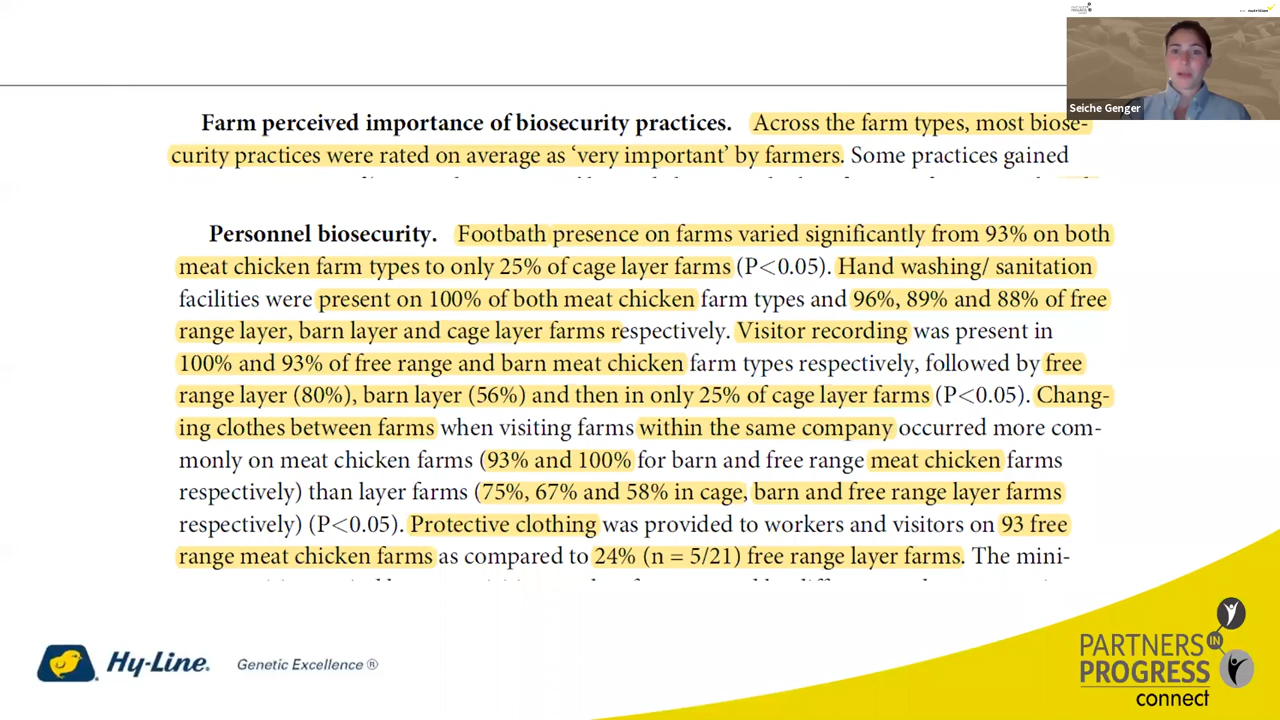 Seiche Genger
Farm perceived importance of biosecurity practices. Across the farm types, most biose-
curity practices were rated on average as ‘very important’ by farmers. Some practices gained
Personnel biosecurity. Footbath presence on farms varied significantly from 93% on both
meat chicken farm types to only 25% of cage layer farms (P<0.05). Hand washing/ sanitation
facilities were present on 100% of both meat chicken farm types and 96%, 89% and 88% of free
range layer, barn layer and cage layer farms respectively. Visitor recording was present in
100% and 93% of free range and barn meat chicken farm types respectively, followed by free
range layer (80%), barn layer (56%) and then in only 25% of cage layer farms (P<0.05). Chang-
ing clothes between farms when visiting farms within the same company occurred more com-
monly on meat chicken farms (93% and 100% for barn and free range meat chicken farms
respectively) than layer farms (75%, 67% and 58% in cage, barn and free range layer farms
respectively) (P<0.05). Protective clothing was provided to workers and visitors on 93 free
range meat chicken farms as compared to 24% (n = 5/21) free range layer farms. The mini-
Hy-Line®
Genetic Excellence ®
PARTNERS IN
PROGRESS
connect